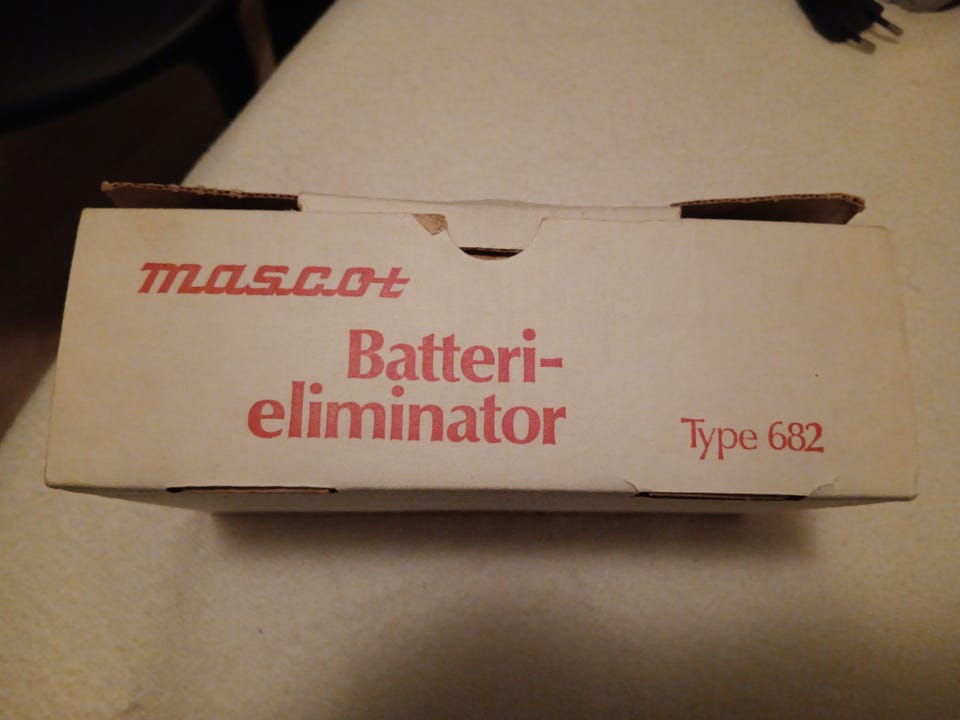 mascot
Batteri-
eliminator
Type 682